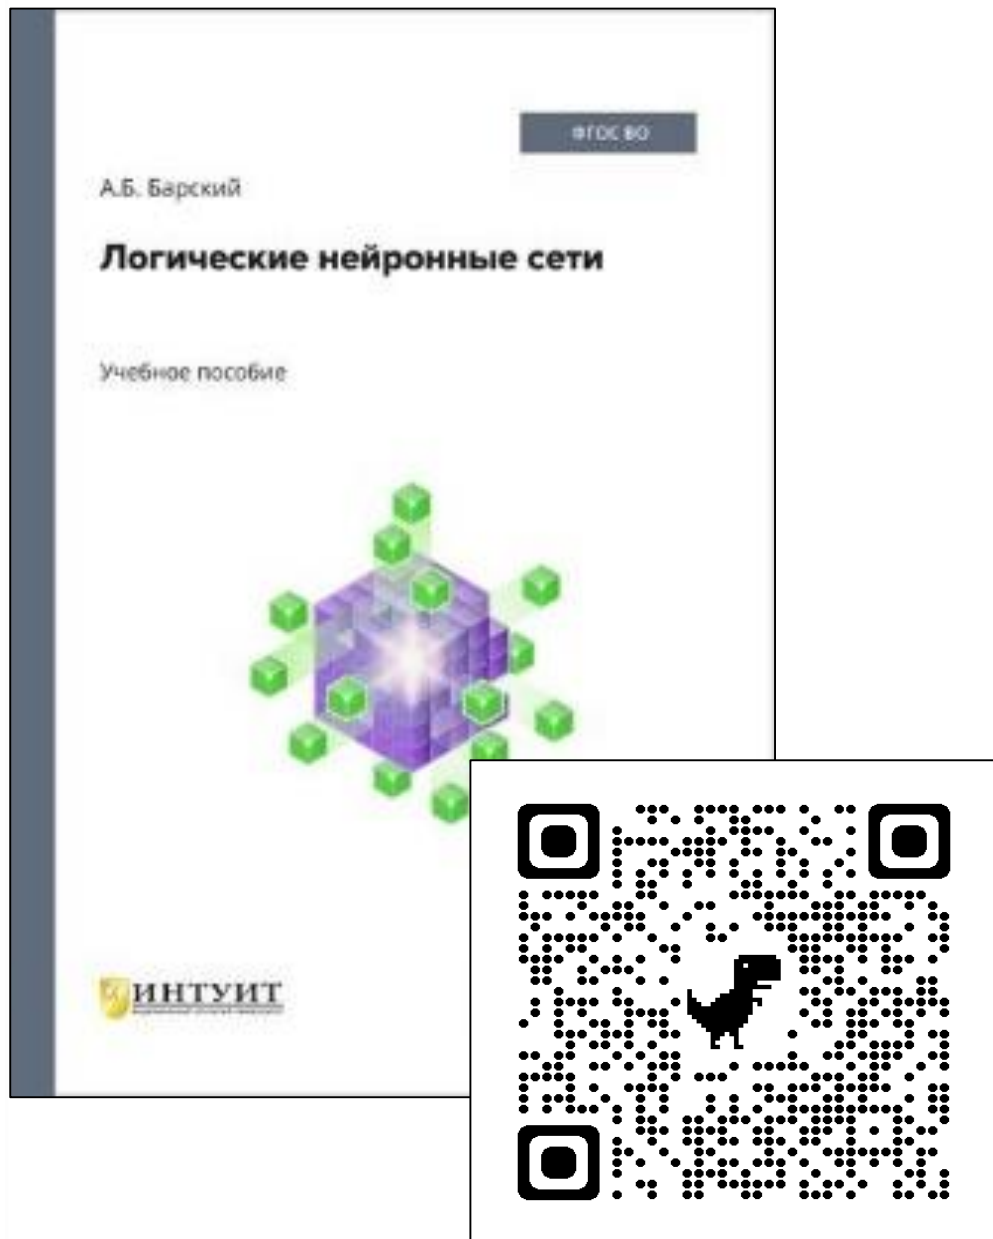 ФГОС ВО
А.Б. Барский
Логические нейронные сети
Учебное пособие
ИНТУИТ